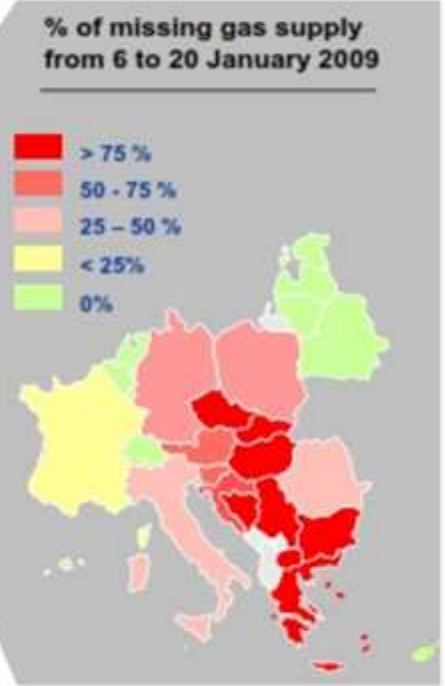 % of missing gas supply
from 6 to 20 January 2009
> 75 %
50 - 75 %
25 – 50 %
< 25%
0%